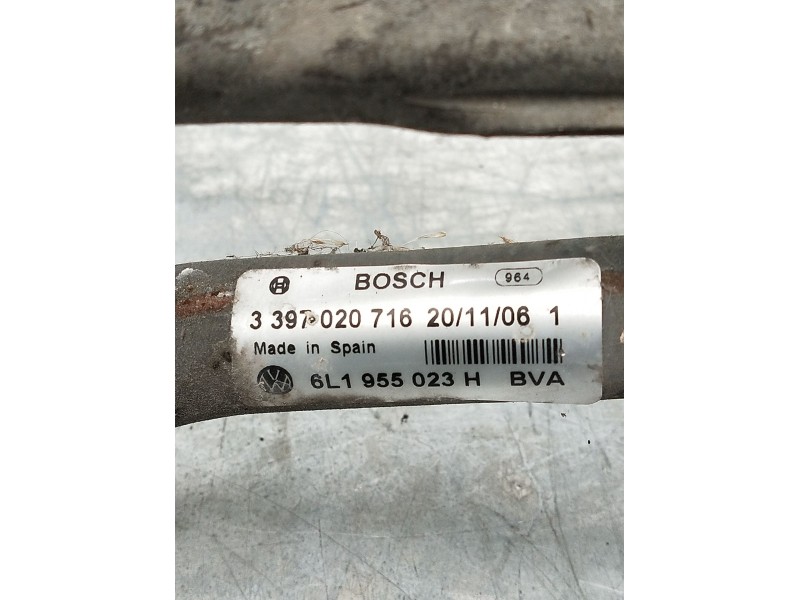 BOSCH 964
3 397 020 716 20/11/06 1
Made in Spain
6L1 955 023 H BVA